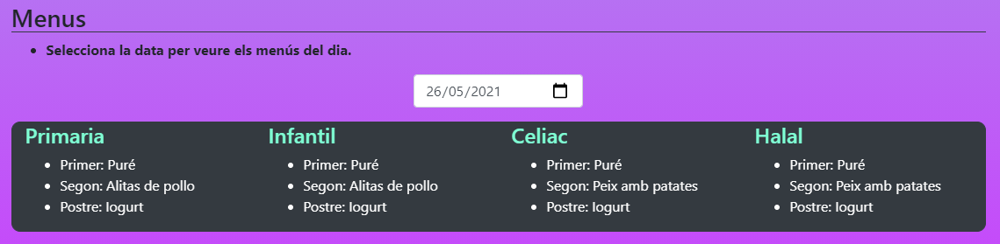 Menus
Selecciona la data per veure els menús del dia.
26/05/2021
Primaria
Primer: Puré
Segon: Alitas de pollo
Postre: Iogurt
Infantil
Primer: Puré
Segon: Alitas de pollo
Postre: Iogurt
Celiac
Primer: Puré
Segon: Peix amb patates
Postre: Iogurt
Halal
Primer: Puré
Segon: Peix amb patates
Postre: Iogurt